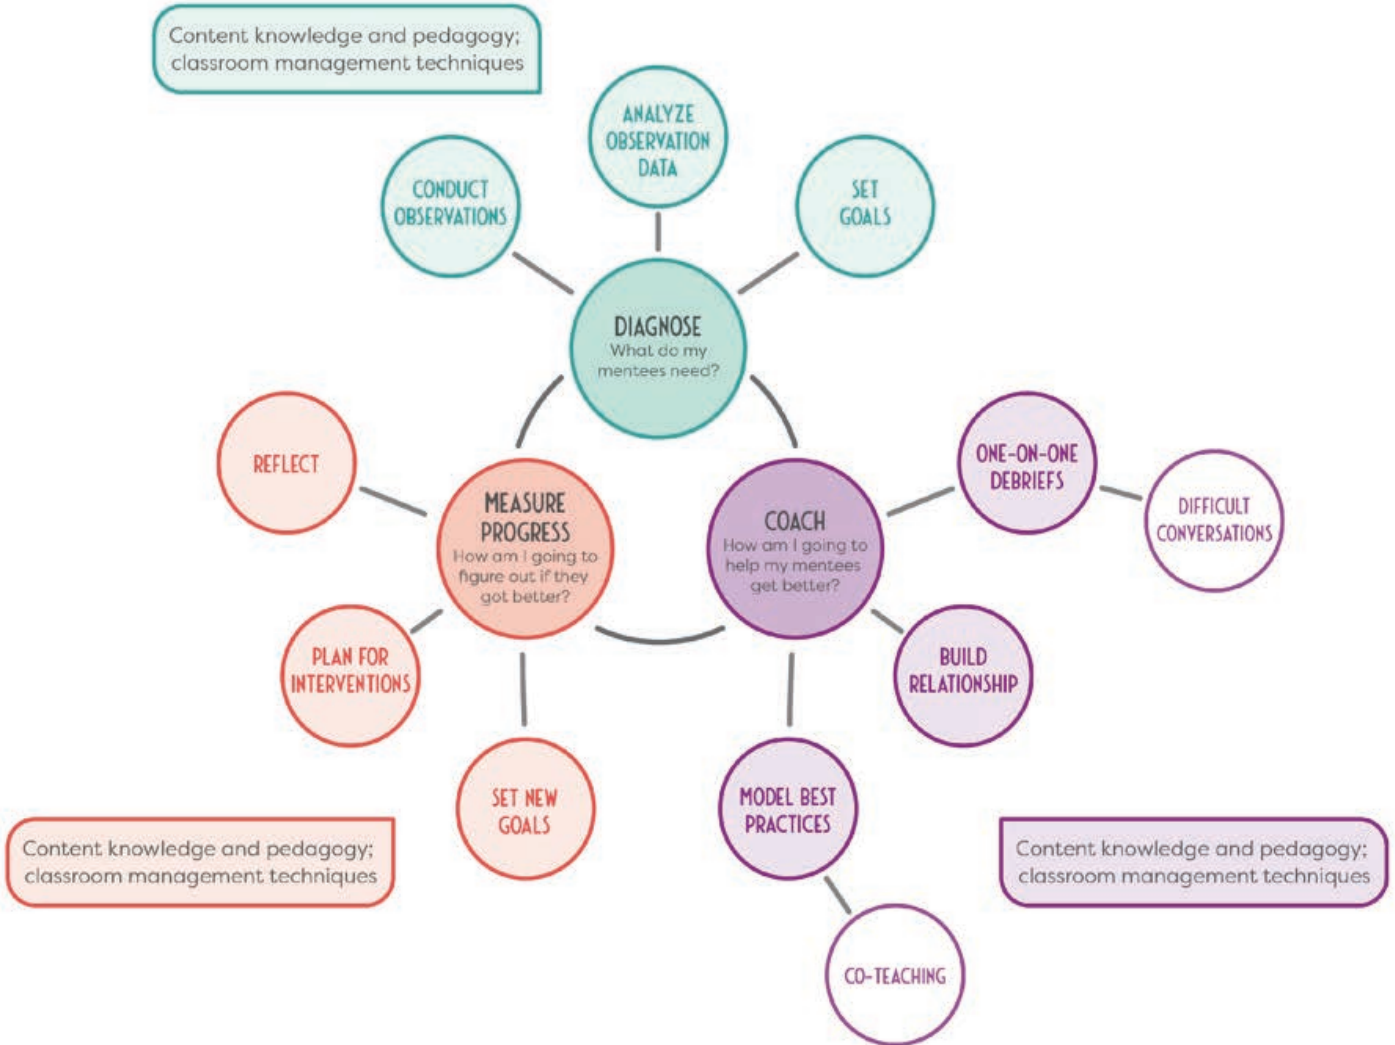 Content knowledge and pedagogy;
classroom management techniques
ANALYZE
OBSERVATION
DATA
CONDUCT
OBSERVATIONS
SET
GOALS
DIAGNOSE
What do my
mentees need?
REFLECT
MEASURE
PROGRESS
How am I going to
figure out if they
got better?
COACH
How am I going to
help my mentees
get better?
ONE-ON-ONE
DEBRIEFS
DIFFICULT
CONVERSATIONS
PLAN FOR
INTERVENTIONS
BUILD
RELATIONSHIP
SET NEW
GOALS
MODEL BEST
PRACTICES
Content knowledge and pedagogy;
classroom management techniques
Content knowledge and pedagogy;
classroom management techniques
CO-TEACHING